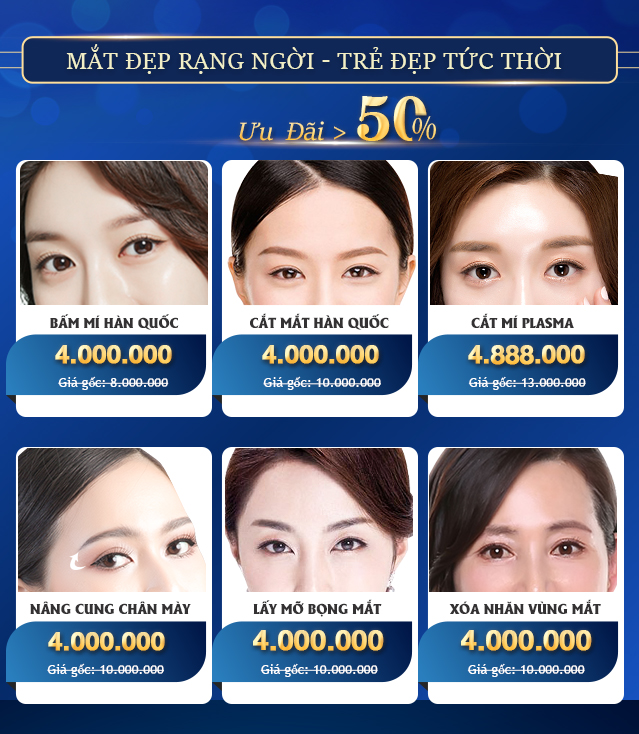 MẮT ĐẸP RẠNG NGỜI - TRẺ ĐẸP TỨC THỜI
Ưu Đãi > 50%
BẤM MÍ HÀN QUỐC
4.000.000
Giá gốc: 8.000.000
CẮT MẮT HÀN QUỐC
4.000.000
Giá gốc: 10.000.000
CẮT MÍ PLASMA
4.888.000
Giá gốc: 13.000.000
NÂNG CUNG CHÂN MÀY
4.000.000
Giá gốc: 10.000.000
LẤY MỠ BỌNG MẮT
4.000.000
Giá gốc: 10.000.000
XÓA NHĂN VÙNG MẮT
4.000.000
Giá gốc: 10.000.000